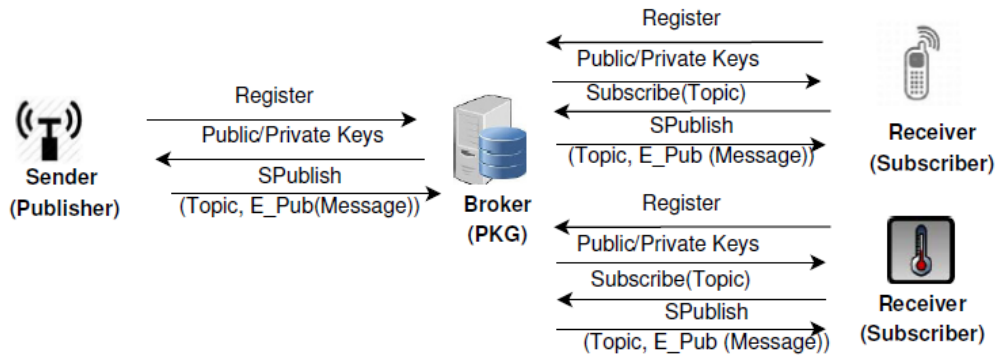 Register
Public/Private Keys
SPublish
(Topic, E_Pub(Message))
Sender
(Publisher)
Broker
(PKG)
Register
Public/Private Keys
Subscribe(Topic)
SPublish
(Topic, E_Pub (Message))
Receiver
(Subscriber)
Register
Public/Private Keys
Subscribe(Topic)
SPublish
(Topic, E_Pub (Message))
Receiver
(Subscriber)